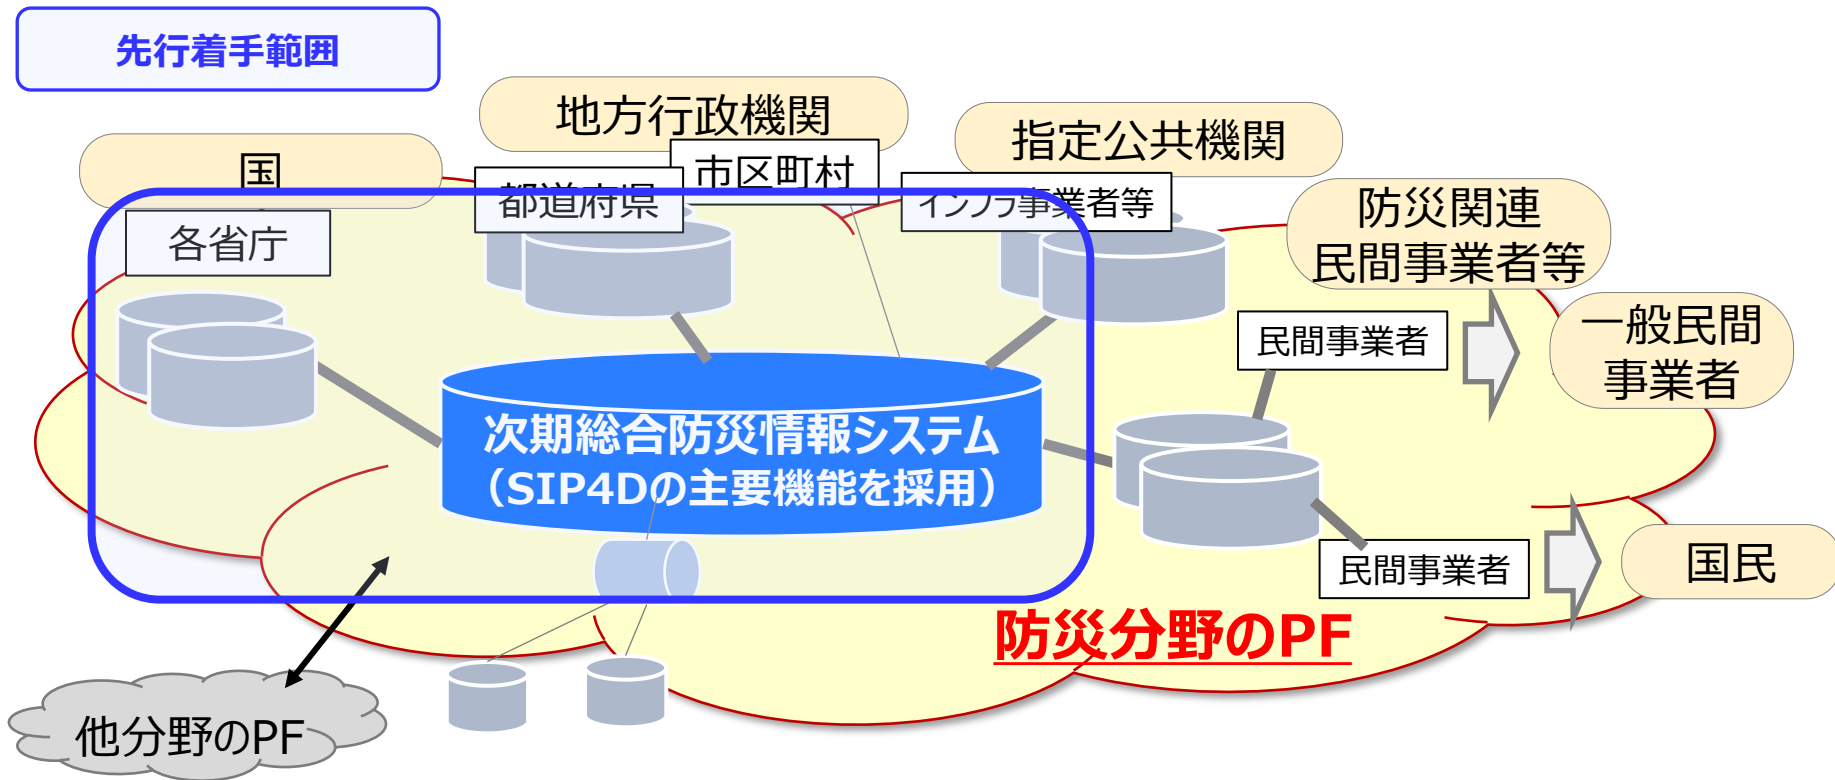 先行着手範囲
地方行政機関
指定公共機関
国
市区町村
都道府県
インフラ事業者等
防災関連
民間事業者等
各省庁
一般民間
事業者
民間事業者
次期総合防災情報システム
（SIP4Dの主要機能を採用）
民間事業者
国民
防災分野のPF
他分野のPF